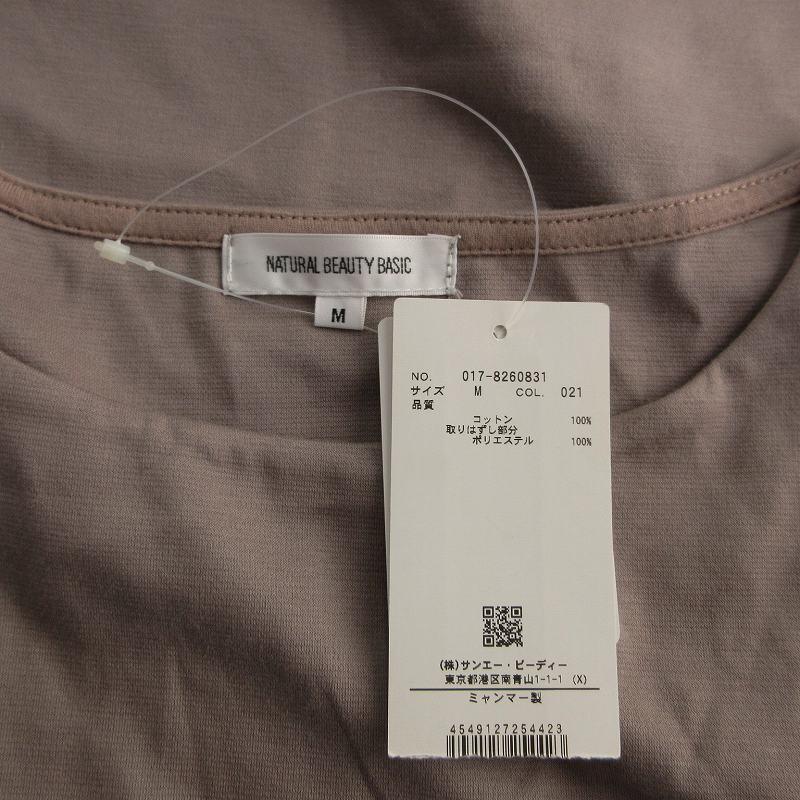 NATURAL BEAUTY BASIC
M
NO. 017-8260831
サイズ M COL. 021
品質
コットン 100%
取りはずし部分
ポリエステル 100%
(株)サンエー・ビーディー
東京都港区南青山1-1-1 (X)
ミャンマー製
4549127254423